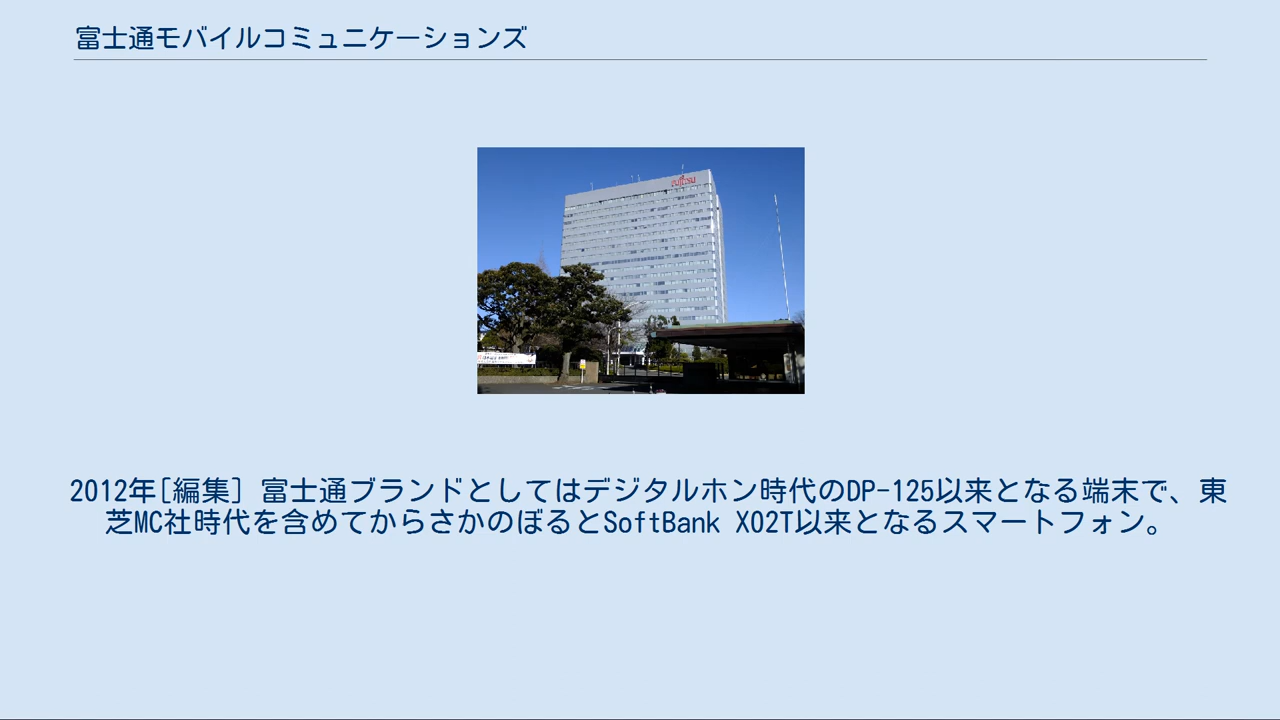 富士通モバイルコミュニケーションズ
FUJITSU
2012年[編集] 富士通ブランドとしてはデジタルホン時代のDP-125以来となる端末で、東
芝MC社時代を含めてからさかのぼるとSoftBank X02T以来となるスマートフォン。